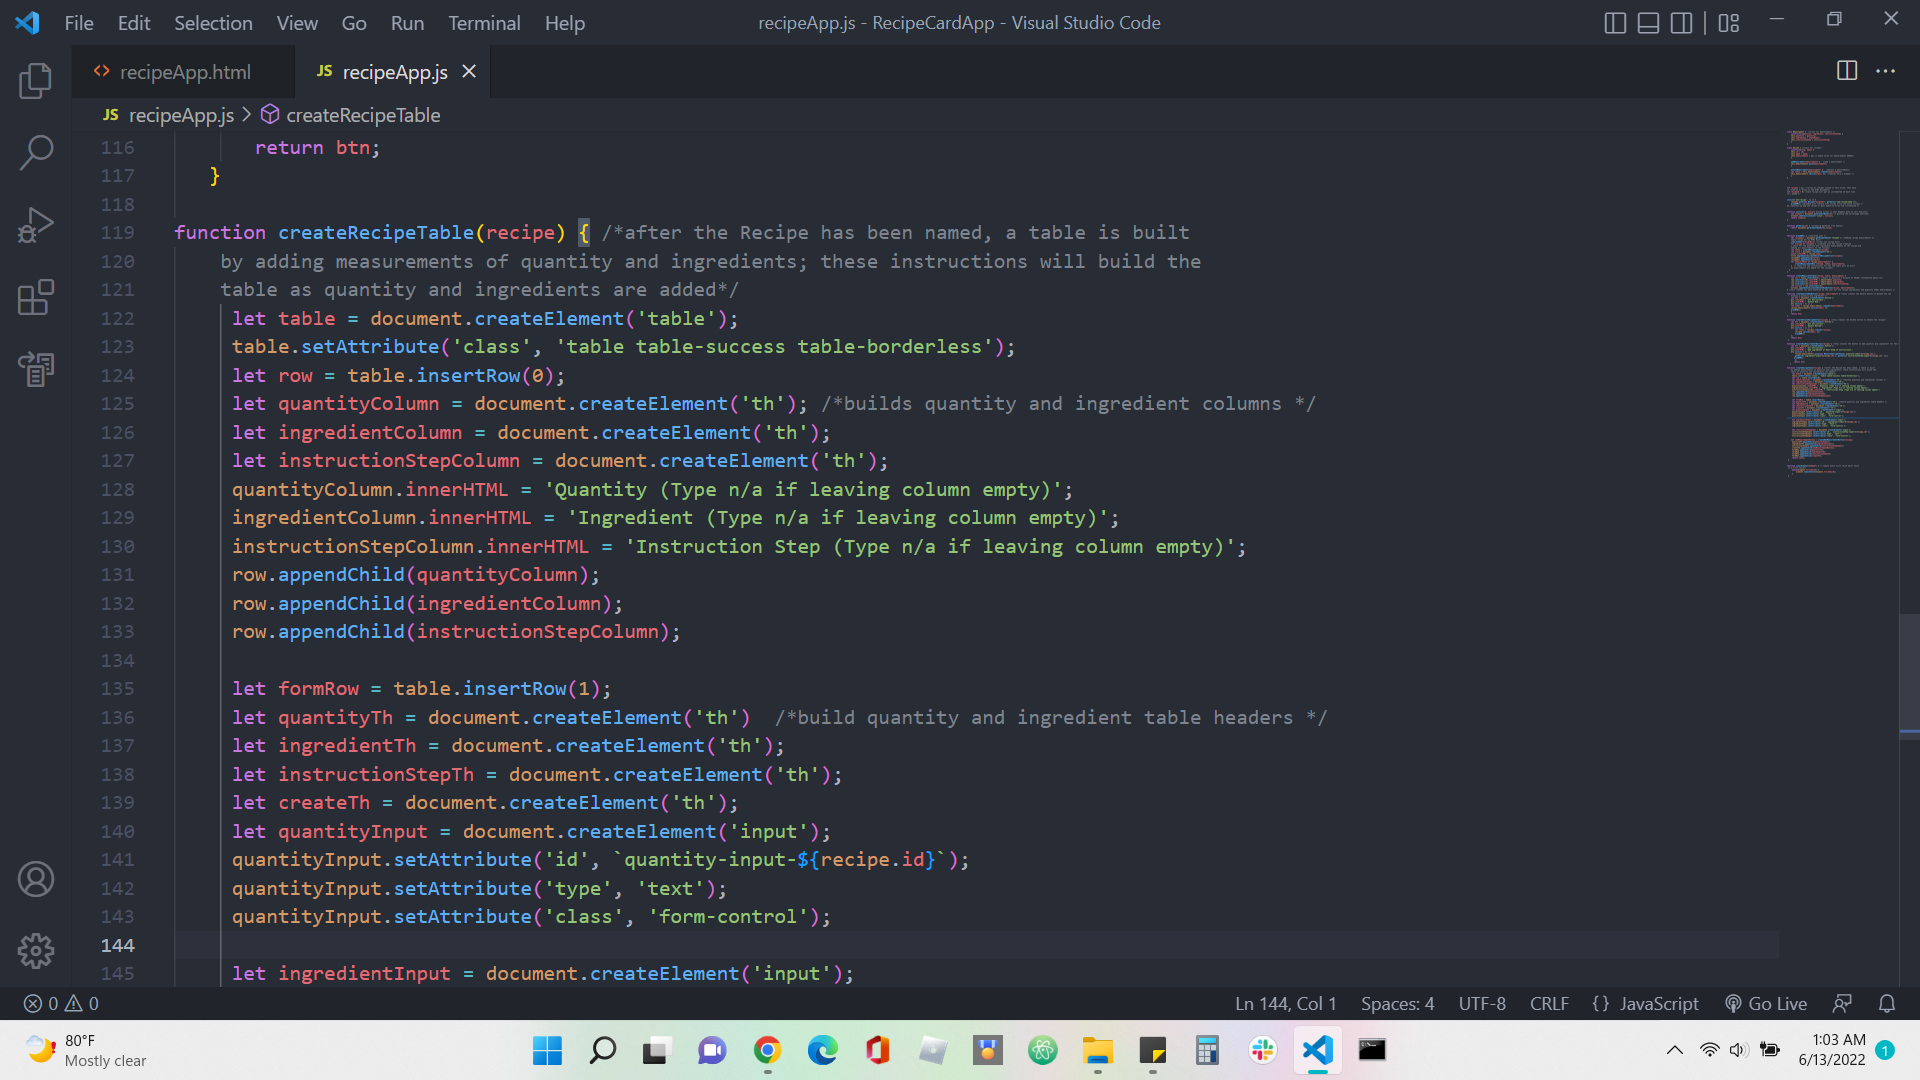 File Edit Selection View Go Run Terminal Help
recipeApp.js - RecipeCardApp - Visual Studio Code
<> recipeApp.html
JS recipeApp.js
JS recipeApp.js > createRecipeTable
116 return btn;
117 }
118
119 function createRecipeTable(recipe) { /*after the Recipe has been named, a table is built
120 by adding measurements of quantity and ingredients; these instructions will build the
121 table as quantity and ingredients are added*/
122 let table = document.createElement('table');
123 table.setAttribute('class', 'table table-success table-borderless');
124 let row = table.insertRow(0);
125 let quantityColumn = document.createElement('th'); /*builds quantity and ingredient columns */
126 let ingredientColumn = document.createElement('th');
127 let instructionStepColumn = document.createElement('th');
128 quantityColumn.innerHTML = 'Quantity (Type n/a if leaving column empty)';
129 ingredientColumn.innerHTML = 'Ingredient (Type n/a if leaving column empty)';
130 instructionStepColumn.innerHTML = 'Instruction Step (Type n/a if leaving column empty)';
131 row.appendChild(quantityColumn);
132 row.appendChild(ingredientColumn);
133 row.appendChild(instructionStepColumn);
134
135 let formRow = table.insertRow(1);
136 let quantityTh = document.createElement('th') /*build quantity and ingredient table headers */
137 let ingredientTh = document.createElement('th');
138 let instructionStepTh = document.createElement('th');
139 let createTh = document.createElement('th');
140 let quantityInput = document.createElement('input');
141 quantityInput.setAttribute('id', `quantity-input-${recipe.id}`);
142 quantityInput.setAttribute('type', 'text');
143 quantityInput.setAttribute('class', 'form-control');
144
145 let ingredientInput = document.createElement('input');
0 0
Ln 144, Col 1 Spaces: 4 UTF-8 CRLF {} JavaScript Go Live
80°F
Mostly clear
1:03 AM
6/13/2022
1